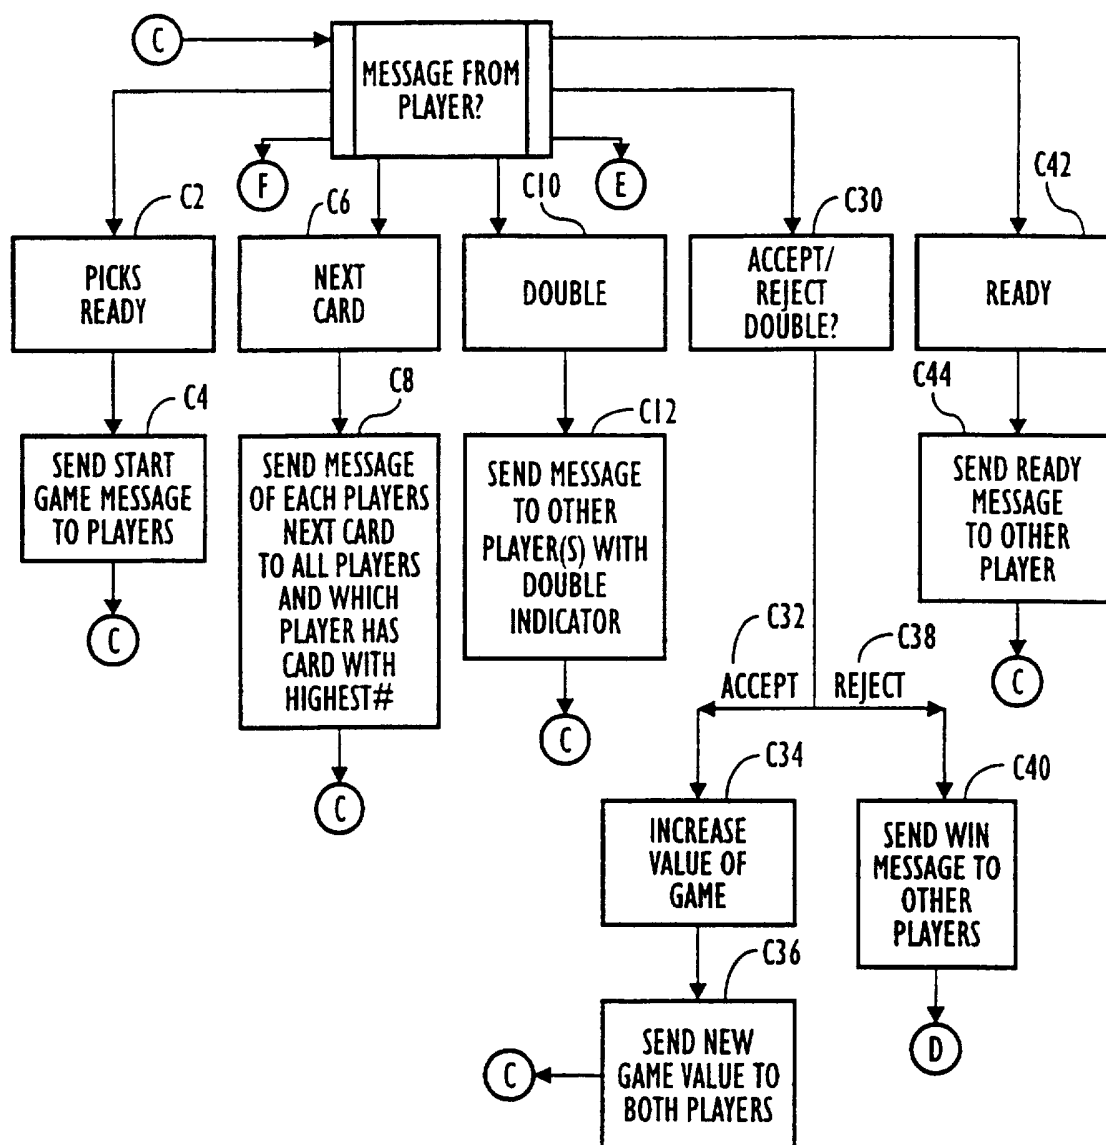 C
MESSAGE FROM
PLAYER?
F
E
C2
C6
C10
C30
C42
PICKS
READY
NEXT
CARD
DOUBLE
ACCEPT/
REJECT
DOUBLE?
READY
C4
C8
C12
C44
SEND START
GAME MESSAGE
TO PLAYERS
SEND MESSAGE
OF EACH PLAYERS
NEXT CARD
TO ALL PLAYERS
AND WHICH
PLAYER HAS
CARD WITH
HIGHEST#
SEND MESSAGE
TO OTHER
PLAYER(S) WITH
DOUBLE
INDICATOR
SEND READY
MESSAGE
TO OTHER
PLAYER
C
C
C
C
C32
ACCEPT
C38
REJECT
C34
INCREASE
VALUE OF
GAME
C40
SEND WIN
MESSAGE TO
OTHER
PLAYERS
C36
SEND NEW
GAME VALUE TO
BOTH PLAYERS
C
D